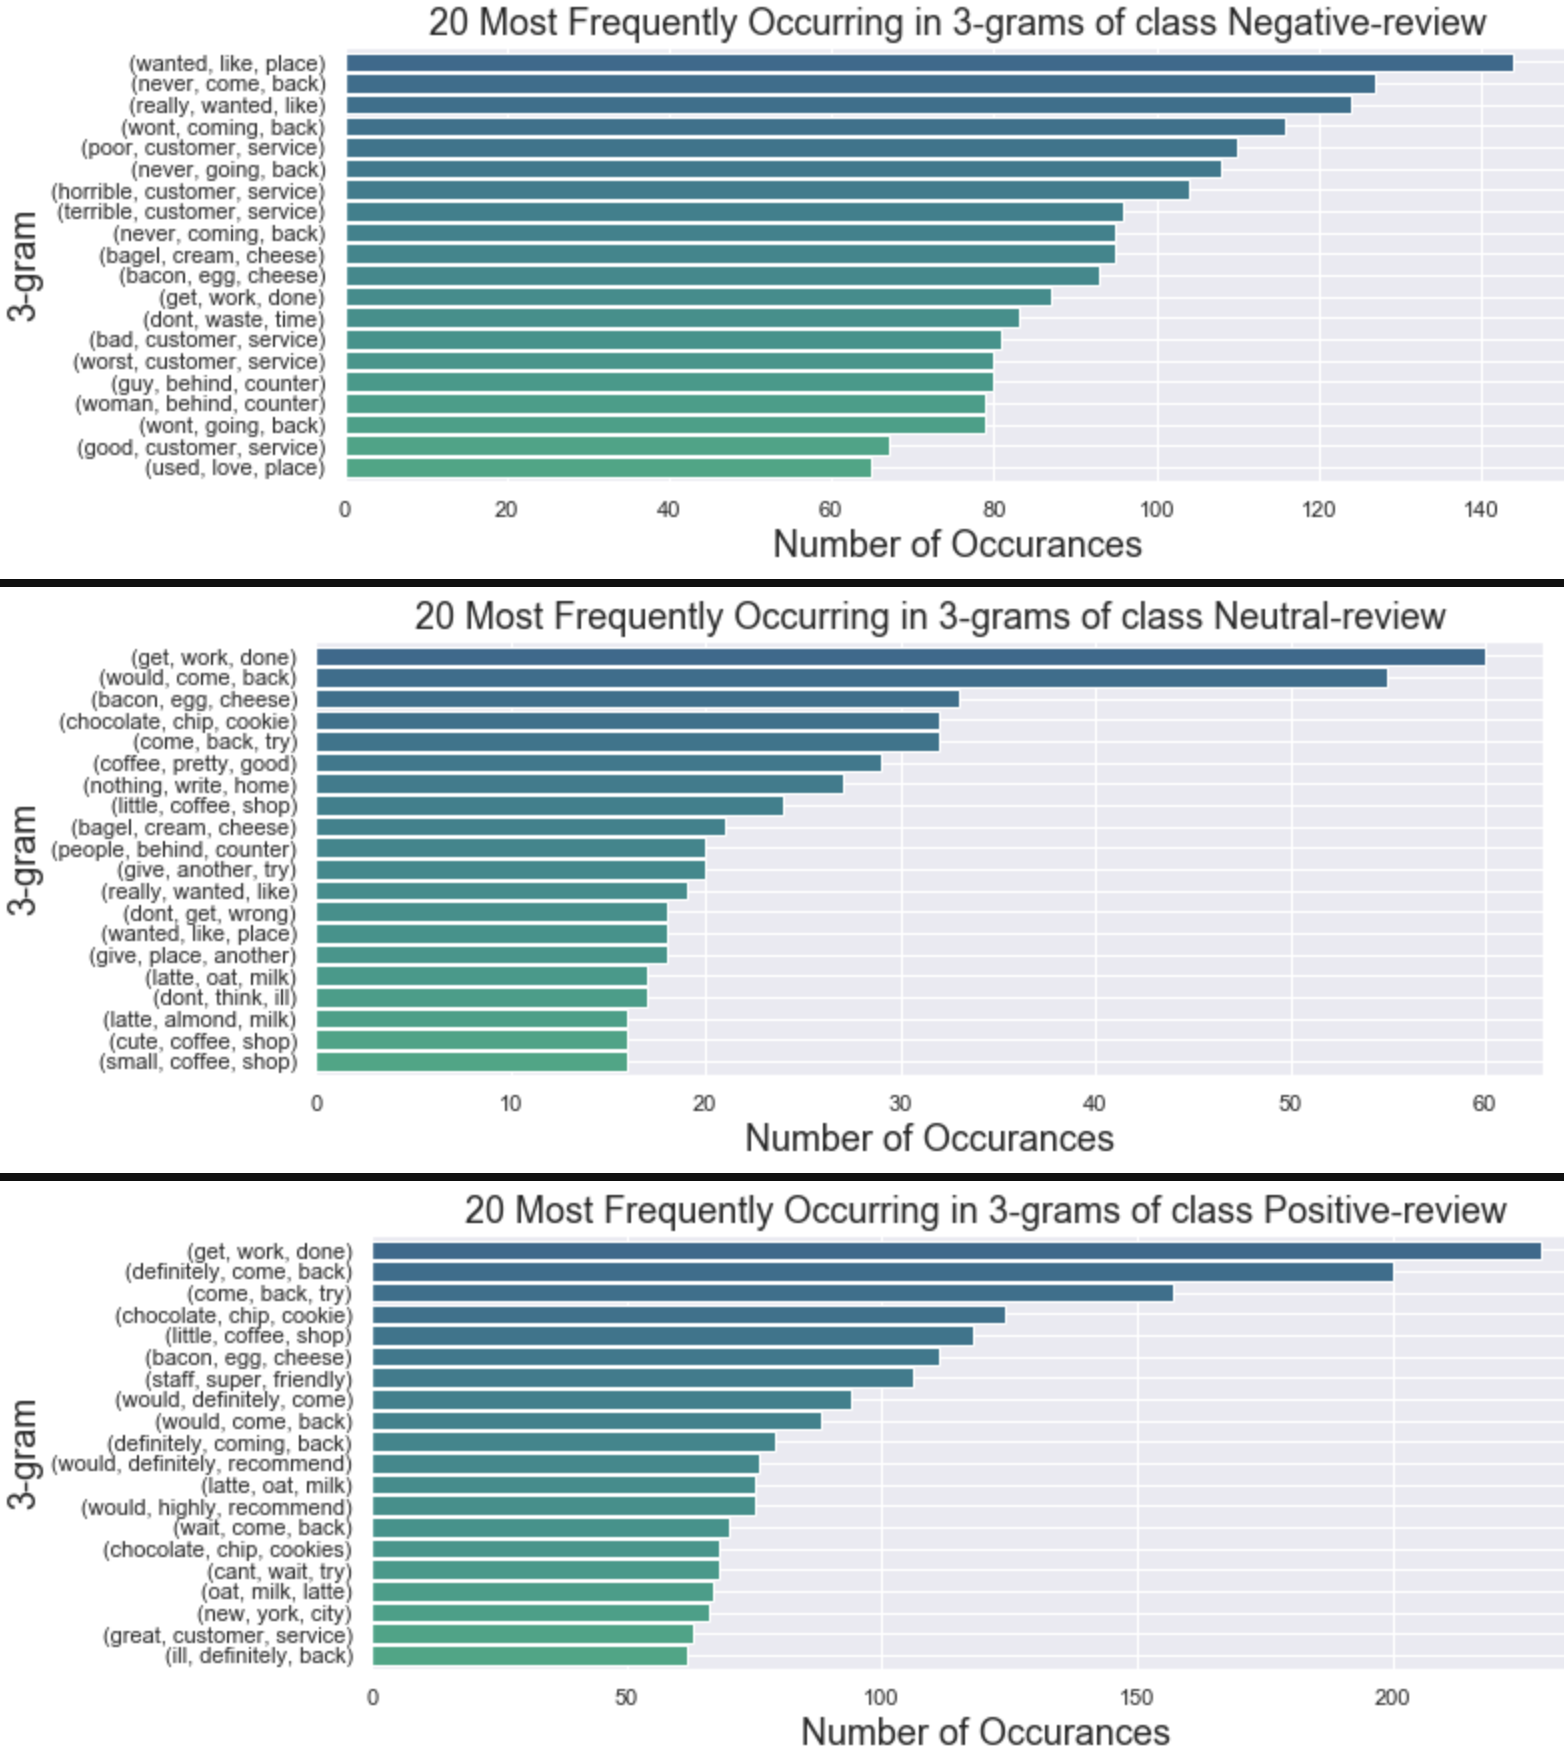 20 Most Frequently Occurring in 3-grams of class Negative-review
3-gram
(wanted, like, place)
(never, come, back)
(really, wanted, like)
(wont, coming, back)
(poor, customer, service)
(never, going, back)
(horrible, customer, service)
(terrible, customer, service)
(never, coming, back)
(bagel, cream, cheese)
(bacon, egg, cheese)
(get, work, done)
(dont, waste, time)
(bad, customer, service)
(worst, customer, service)
(guy, behind, counter)
(woman, behind, counter)
(wont, going, back)
(good, customer, service)
(used, love, place)
0 20 40 60 80 100 120 140
Number of Occurances
20 Most Frequently Occurring in 3-grams of class Neutral-review
3-gram
(get, work, done)
(would, come, back)
(bacon, egg, cheese)
(chocolate, chip, cookie)
(come, back, try)
(coffee, pretty, good)
(nothing, write, home)
(little, coffee, shop)
(bagel, cream, cheese)
(people, behind, counter)
(give, another, try)
(really, wanted, like)
(dont, get, wrong)
(wanted, like, place)
(give, place, another)
(latte, oat, milk)
(dont, think, ill)
(latte, almond, milk)
(cute, coffee, shop)
(small, coffee, shop)
0 10 20 30 40 50 60
Number of Occurances
20 Most Frequently Occurring in 3-grams of class Positive-review
3-gram
(get, work, done)
(definitely, come, back)
(come, back, try)
(chocolate, chip, cookie)
(little, coffee, shop)
(bacon, egg, cheese)
(staff, super, friendly)
(would, definitely, come)
(would, come, back)
(definitely, coming, back)
(would, definitely, recommend)
(latte, oat, milk)
(would, highly, recommend)
(wait, come, back)
(chocolate, chip, cookies)
(cant, wait, try)
(oat, milk, latte)
(new, york, city)
(great, customer, service)
(ill, definitely, back)
0 50 100 150 200
Number of Occurances